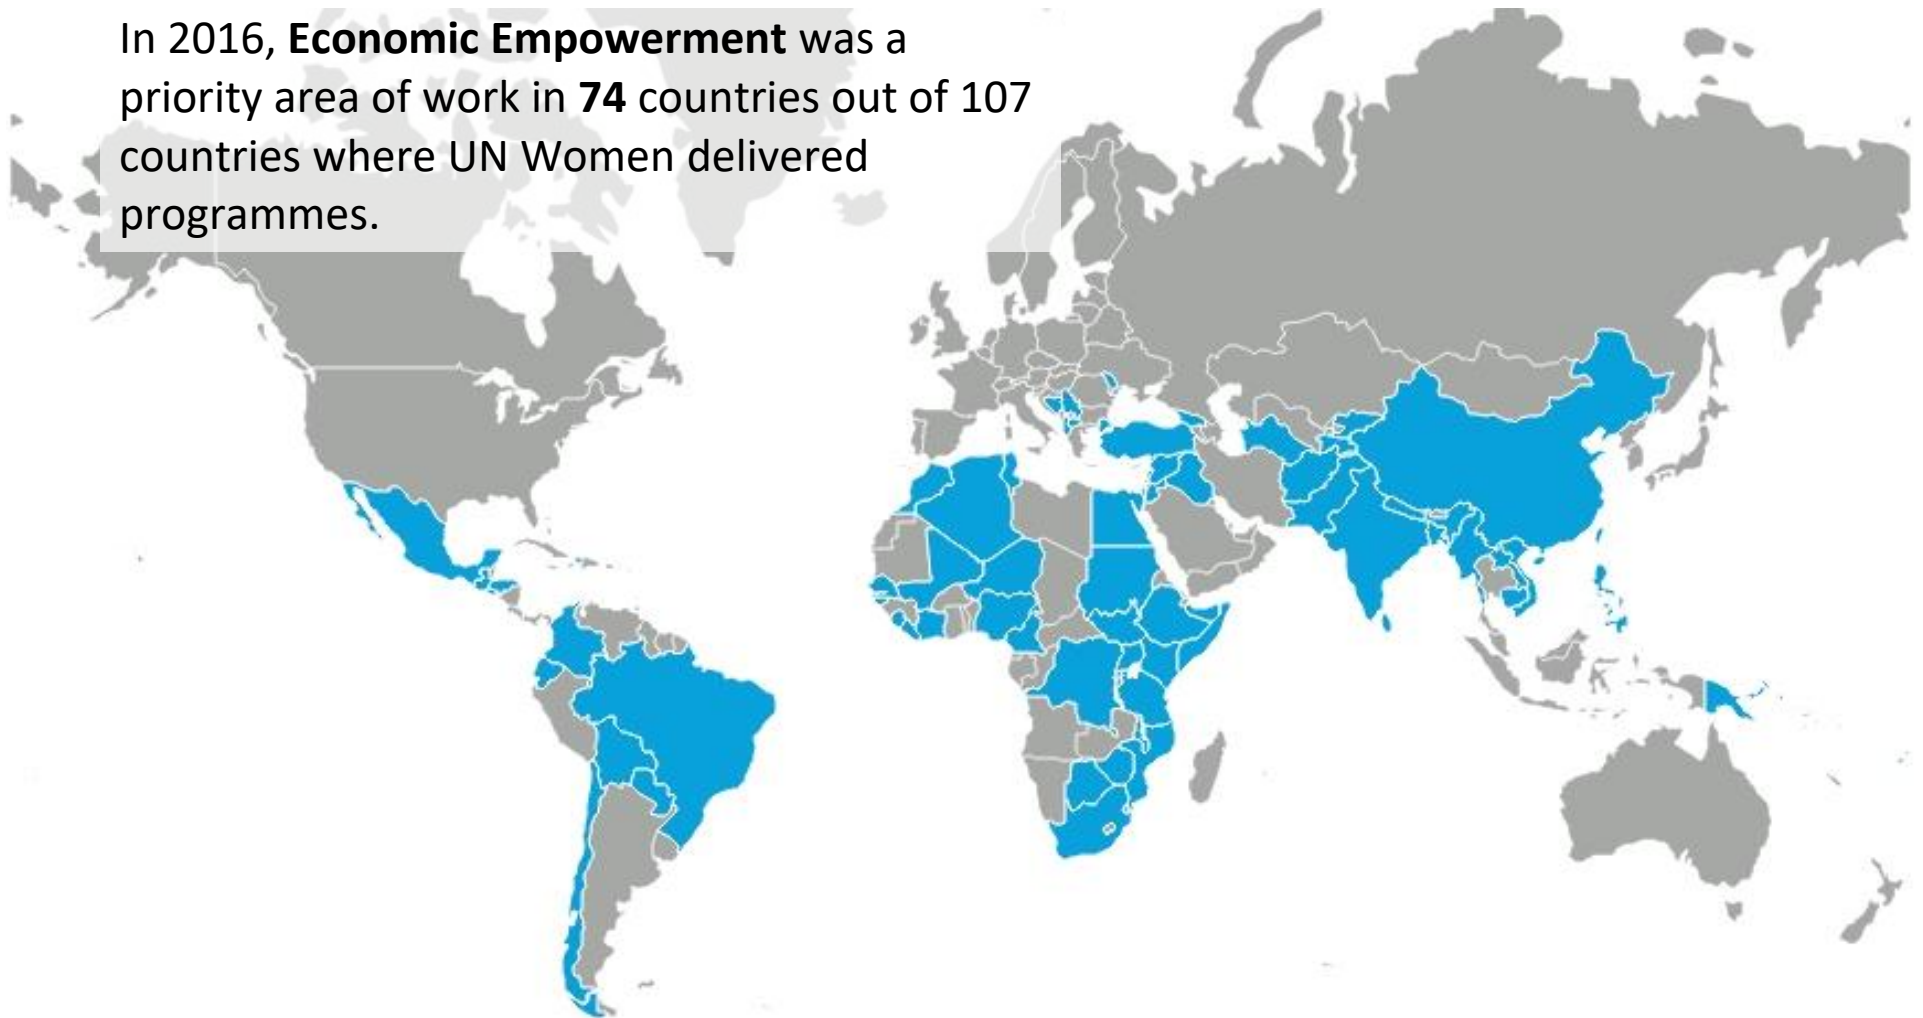 In 2016, Economic Empowerment was a
priority area of work in 74 countries out of 107
countries where UN Women delivered
programmes.